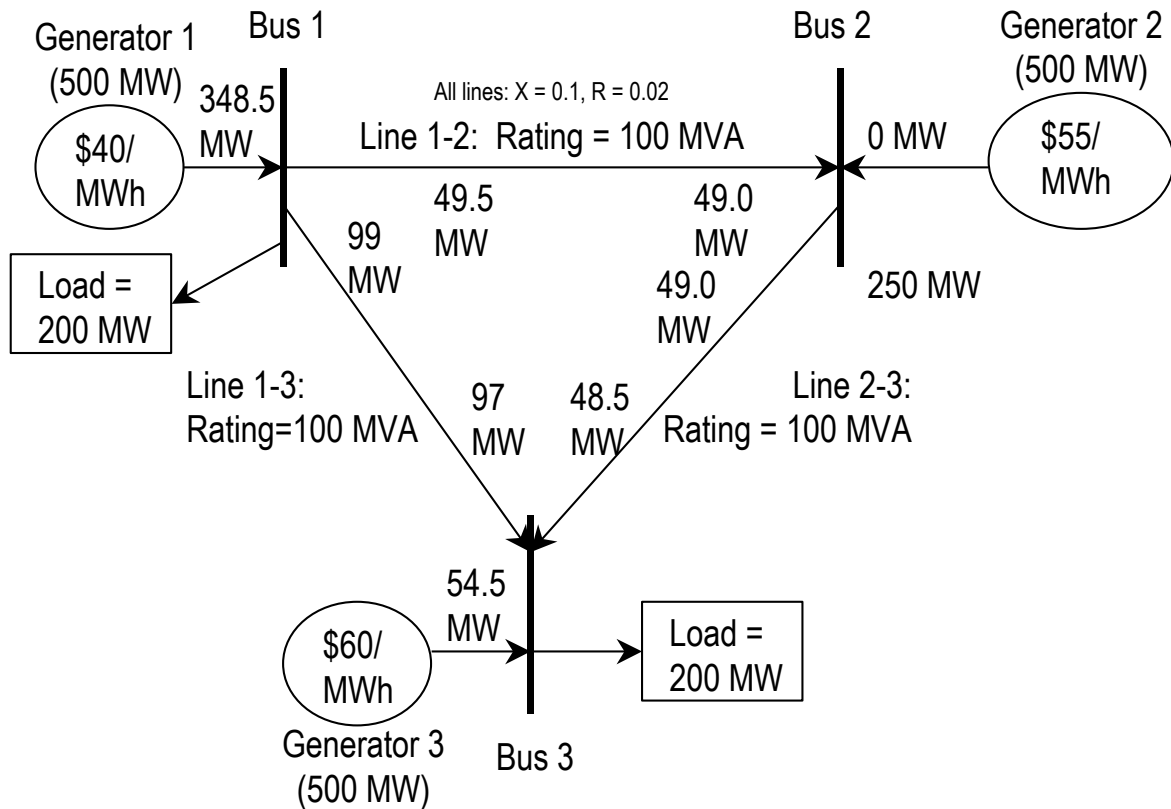 Generator 1
(500 MW)
$40/
MWh
348.5
MW
Bus 1
Bus 2
All lines: X = 0.1, R = 0.02
Line 1-2:  Rating = 100 MVA
Generator 2
(500 MW)
0 MW
$55/
MWh
49.5
MW
49.0
MW
99
MW
49.0
MW
250 MW
Load =
200 MW
Line 1-3:
Rating=100 MVA
97
MW
48.5
MW
Line 2-3:
Rating = 100 MVA
54.5
MW
$60/
MWh
Load =
200 MW
Generator 3
(500 MW)
Bus 3